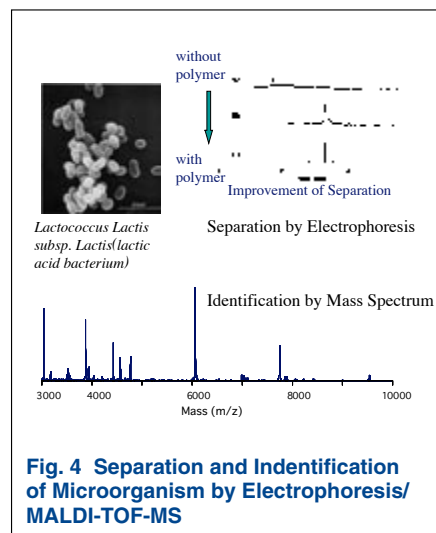 without
polymer
with
polymer
Improvement of Separation
Lactococcus Lactis
subsp. Lactis(lactic
acid bacterium)
Separation by Electrophoresis
Identification by Mass Spectrum
3000 4000 6000 8000 10000
Mass (m/z)
Fig. 4 Separation and Indentification
of Microorganism by Electrophoresis/
MALDI-TOF-MS